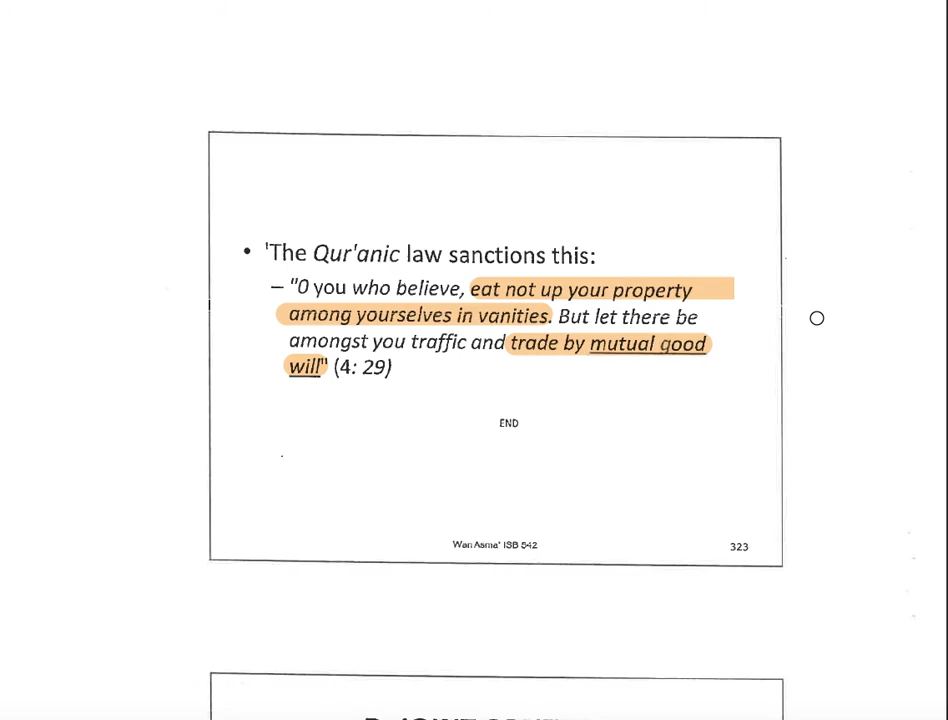 • 'The Qur'anic law sanctions this:
– "0 you who believe, eat not up your property
among yourselves in vanities. But let there be
amongst you traffic and trade by mutual good
will" (4: 29)
END
Wan Asma' ISB 542
323